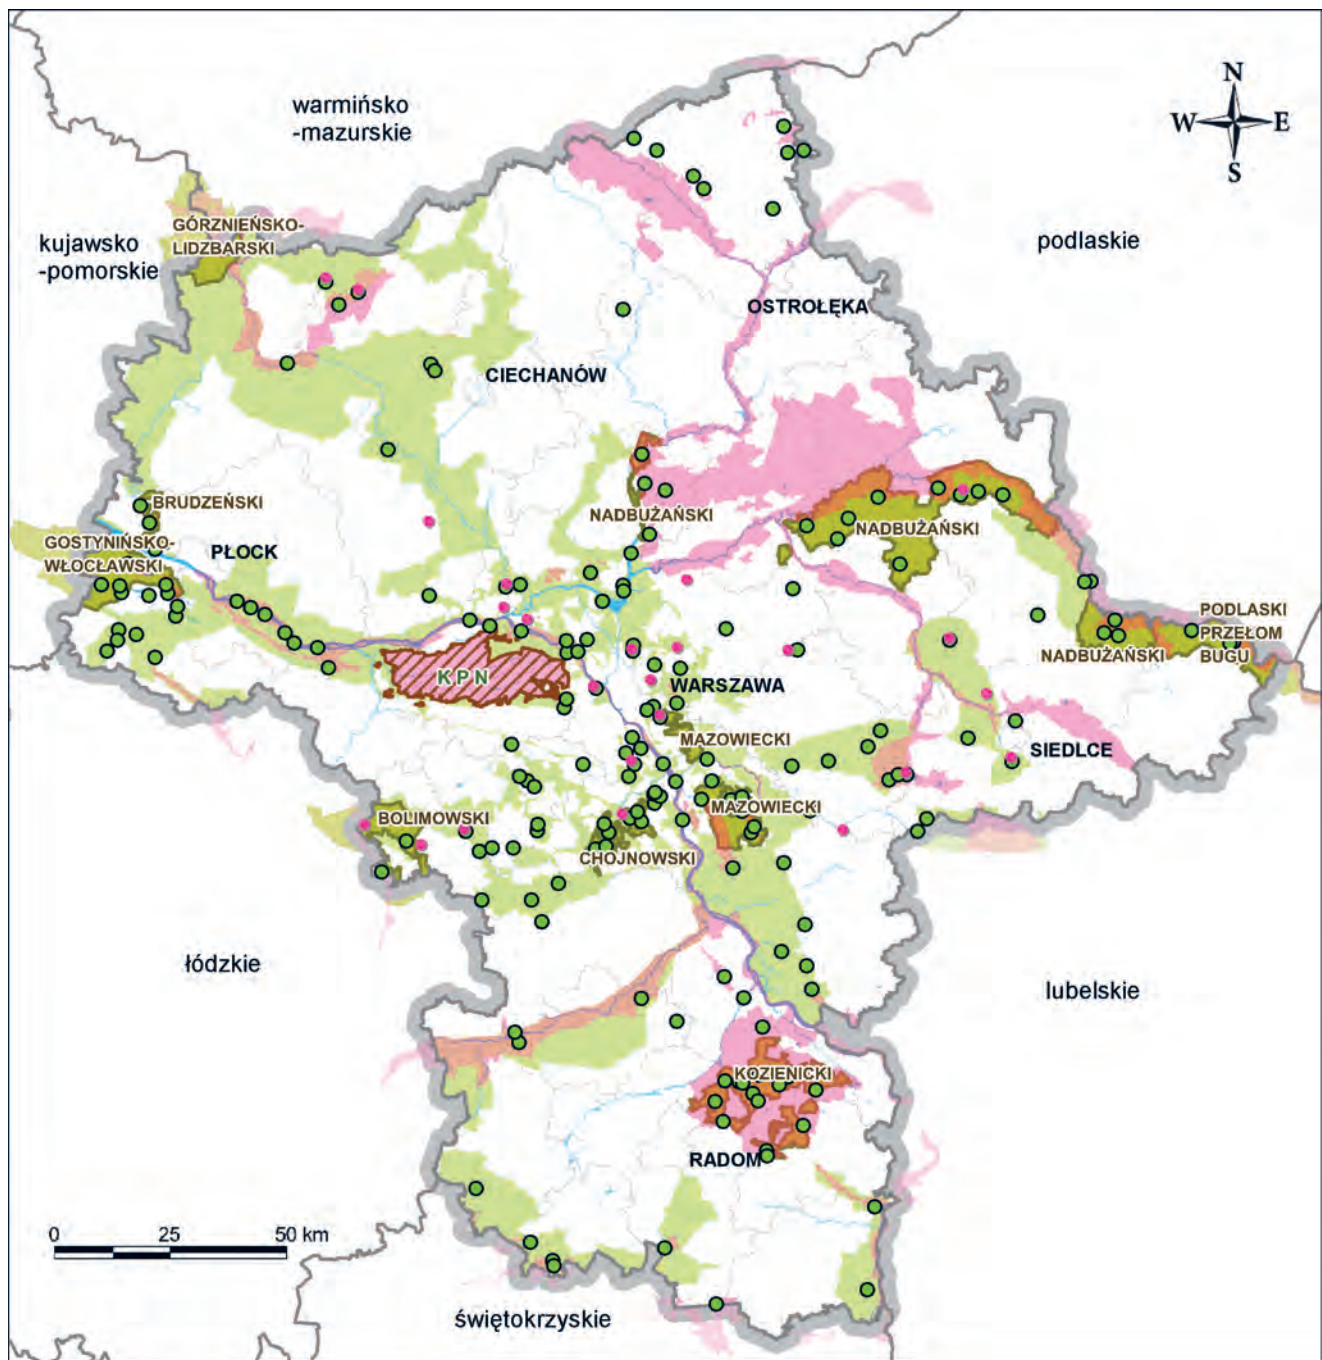 N
W
E
S
warmińsko
-mazurskie
GÓRZNIEŃSKO-
LIDZBARSKI
kujawsko
-pomorskie
podlaskie
OSTROŁĘKA
CIECHANÓW
BRUDZEŃSKI
NADBUŻAŃSKI
NADBUŻAŃSKI
GOSTYNIŃSKO-
WŁOCŁAWSKI
PŁOCK
PODLASKI
PRZEŁOM
BUGU
NADBUŻAŃSKI
KPN
WARSZAWA
MAZOWIECKI
SIEDLCE
MAZOWIECKI
BOLIMOWSKI
CHOJNOWSKI
łódzkie
lubelskie
KOZIENICKI
RADOM
0 25 50 km
świętokrzyskie